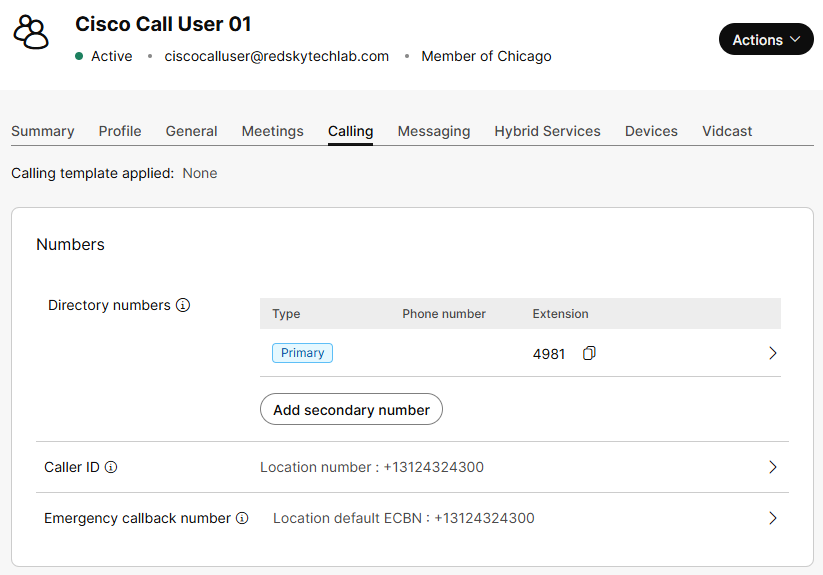 Cisco Call User 01
Active • ciscocalluser@redskytechlab.com • Member of Chicago
Actions
Summary Profile General Meetings Calling Messaging Hybrid Services Devices Vidcast
Calling template applied: None
Numbers
Directory numbers
Type Phone number Extension
Primary 4981
Add secondary number
Caller ID Location number : +13124324300
Emergency callback number Location default ECBN : +13124324300